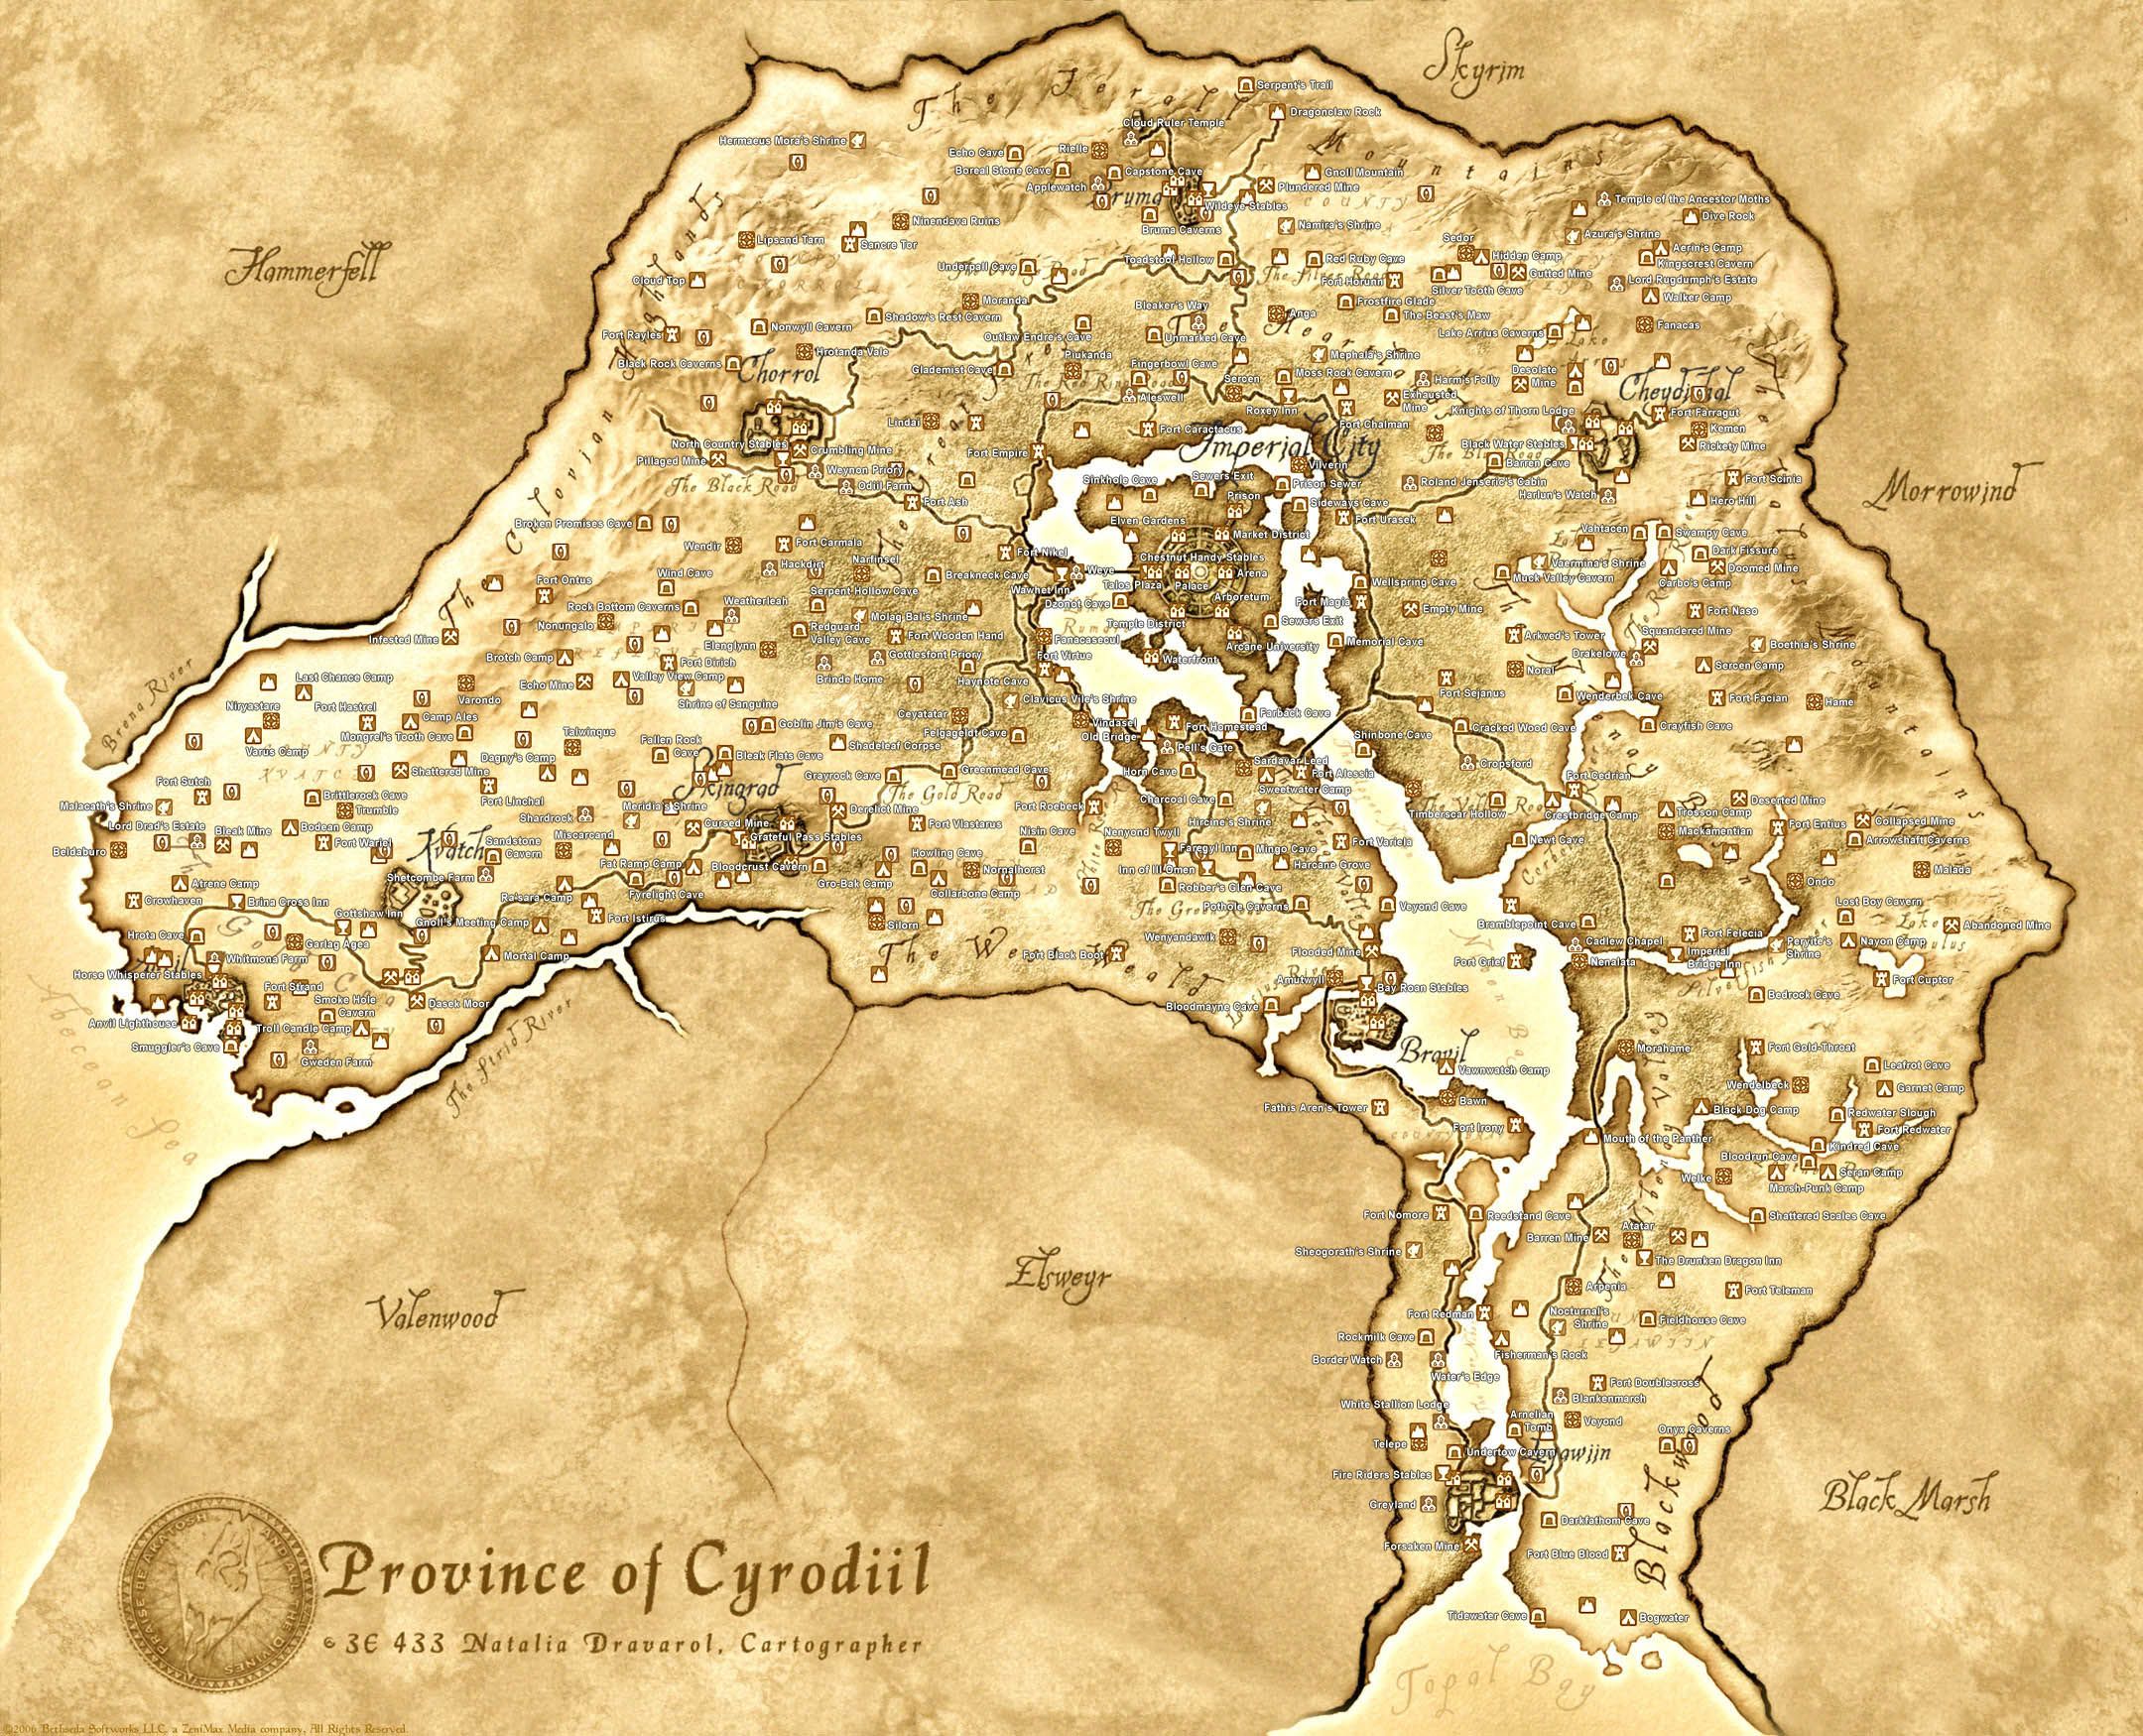 Skyrim
Hammerfell
Morrowind
Valenwood
Elsweyr
Black Marsh
Topal Bay
Brena River
The Strid River
Blackwood
The Black Road
The Gold Road
Serpent's Trail
Dragonclaw Rock
Cloud Ruler Temple
Hermaeus Mora's Shrine
Echo Cave
Rielle
Boreal Stone Cave
Capstone Cave
Gnoll Mountain
Applewatch
Plundered Mine
Bruma
Wildeye Stables
Temple of the Ancestor Moths
Dive Rock
Ninendava Ruins
Bruma Caverns
Namira's Shrine
Azura's Shrine
Lipsand Tarn
Sancre Tor
Sedor
Aerin's Camp
Hidden Camp
Kingscrest Cavern
Underpall Cave
Toadstool Hollow
Red Ruby Cave
Gutted Mine
Cloud Top
Fort Horunn
Silver Tooth Cave
Lord Rugdumph's Estate
Walker Camp
Moranda
Bleaker's Way
Frostfire Glade
Shadow's Rest Cavern
Anga
The Beast's Maw
Fanacas
Nonwyll Cavern
Fort Rayles
Outlaw Endre's Cave
Unmarked Cave
Lake Arrius Caverns
Hrotanda Vale
Piukanda
Mephala's Shrine
Black Rock Caverns
Chorrol
Glademist Cave
Fingerbowl Cave
Moss Rock Cavern
Desolate
Mine
Sercen
Harm's Folly
Cheydinhal
Aleswell
Roxey Inn
Exhausted
Mine
Knights of Thorn Lodge
Fort Farragut
Lindai
Fort Caractacus
Fort Chalman
Kemen
North Country Stables
Crumbling Mine
Imperial City
Black Water Stables
Rickety Mine
Pillaged Mine
Weynon Priory
Fort Empire
Vilverin
Barren Cave
Odiil Farm
Sinkhole Cave
Sewers Exit
Prison Sewer
Roland Jenseric's Cabin
Fort Scinia
Fort Ash
Prison
Sideways Cave
Harlun's Watch
Hero Hill
Broken Promises Cave
Elven Gardens
Fort Urasek
Market District
Vahtacen
Swampy Cave
Wendir
Fort Carmala
Fort Nikel
Chestnut Handy Stables
Dark Fissure
Narfinsel
Hackdirt
Breakneck Cave
Weye
Arena
Vaermina's Shrine
Doomed Mine
Wind Cave
Talos Plaza
Palace
Wellspring Cave
Muck Valley Cavern
Carbo's Camp
Fort Ontus
Serpent Hollow Cave
Wawnet Inn
Arboretum
Fort Magia
Rock Bottom Caverns
Weatherleah
Dzonot Cave
Empty Mine
Fort Naso
Molag Bal's Shrine
Temple District
Sewers Exit
Nonungalo
Redguard
Valley Cave
Fort Wooden Hand
Fanacaseoul
Memorial Cave
Arkved's Tower
Squandered Mine
Infested Mine
Elenglynn
Arcane University
Boethia's Shrine
Brotch Camp
Fort Dirich
Gottlesfont Priory
Fort Virtue
Waterfront
Drakelowe
Sercen Camp
Last Chance Camp
Echo Mine
Valley View Camp
Brinde Home
Haynote Cave
Noral
Varondo
Shrine of Sanguine
Clavicus Vile's Shrine
Fort Sejanus
Wenderbek Cave
Fort Facian
Hame
Niryastare
Fort Hastrel
Camp Ales
Goblin Jim's Cave
Ceyatatar
Vindasel
Farback Cave
Cracked Wood Cave
Crayfish Cave
Mongrel's Tooth Cave
Talwinque
Felgageldt Cave
Old Bridge
Fort Homestead
Shinbone Cave
Varus Camp
Fallen Rock
Cave
Shadeleaf Corpse
Pell's Gate
Dagny's Camp
Bleak Flats Cave
Sardavar Leed
Cropsford
Shattered Mine
Skingrad
Grayrock Cave
Greenmead Cave
Horn Cave
Fort Alessia
Fort Cedrian
Fort Sutch
Fort Linchal
Sweetwater Camp
Brittlerock Cave
Charcoal Cave
Crestbridge Camp
Deserted Mine
Malacath's Shrine
Trumble
Meridia's Shrine
Derelict Mine
Fort Roebeck
Timberscar Hollow
Trosson Camp
Shardrock
Cursed Mine
Fort Vlastarus
Hircine's Shrine
Collapsed Mine
Lord Drad's Estate
Bleak Mine
Bodean Camp
Nisin Cave
Nenyond Twyll
Mackamentian
Fort Entius
Grateful Pass Stables
Fort Wariel
Sandstone
Cavern
Miscarcand
Fort Variela
Newt Cave
Arrowshaft Caverns
Beldaburo
Kvatch
Howling Cave
Faregyl Inn
Mingo Cave
Fat Ramp Camp
Bloodcrust Cavern
Nornalhorst
Inn of Ill Omen
Harcane Grove
Malada
Shetcombe Farm
Gro-Bak Camp
Ondo
Atrene Camp
Collarbone Camp
Robber's Glen Cave
Crowhaven
Brina Cross Inn
Ra'sara Camp
Fyrelight Cave
Pothole Caverns
Veyond Cave
Lost Boy Cavern
Gottshaw Inn
Gnoll's Meeting Camp
Fort Istirus
Silorn
Bramblepoint Cave
Abandoned Mine
Hrota Cave
Garlag Agea
Wenyandawik
Fort Felecia
Cadlew Chapel
Peryite's
Shrine
Nayon Camp
Whitmona Farm
Mortal Camp
Fort Black Boot
Flooded Mine
Fort Grief
Nenalata
Imperial
Bridge Inn
Horse Whisperer Stables
Amutwyll
Fort Cuptor
Fort Strand
Bay Roan Stables
Bedrock Cave
Smoke Hole
Cavern
Dasek Moor
Bloodmayne Cave
Anvil Lighthouse
Troll Candle Camp
Smuggler's Cave
Bravil
Morahame
Fort Gold-Throat
Gweden Farm
Vawnwatch Camp
Leafrot Cave
Wendelbeck
Garnet Camp
Fathis Aren's Tower
Bawn
Black Dog Camp
Redwater Slough
Fort Irony
Fort Redwater
Mouth of the Panther
Kindred Cave
Bloodrun Cave
Welke
Seran Camp
Marsh-Punk Camp
Fort Nomore
Reedstand Cave
Shattered Scales Cave
Atatar
Barren Mine
Sheogorath's Shrine
The Drunken Dragon Inn
Arpenia
Fort Teleman
Fort Redman
Nocturnal's
Shrine
Fieldhouse Cave
Rockmilk Cave
Fisherman's Rock
Border Watch
Water's Edge
Fort Doublecross
Blankenmarch
White Stallion Lodge
Arnelian
Tomb
Veyond
Onyx Caverns
Telepe
Undertow Cavern
Leyawiin
Fire Riders Stables
Greyland
Darkfathom Cave
Forsaken Mine
Fort Blue Blood
Tidewater Cave
Bogwater
Province of Cyrodiil
3E 433 Natalia Dravarol, Cartographer
©2006 Bethesda Softworks LLC, a ZeniMax Media company, All Rights Reserved.